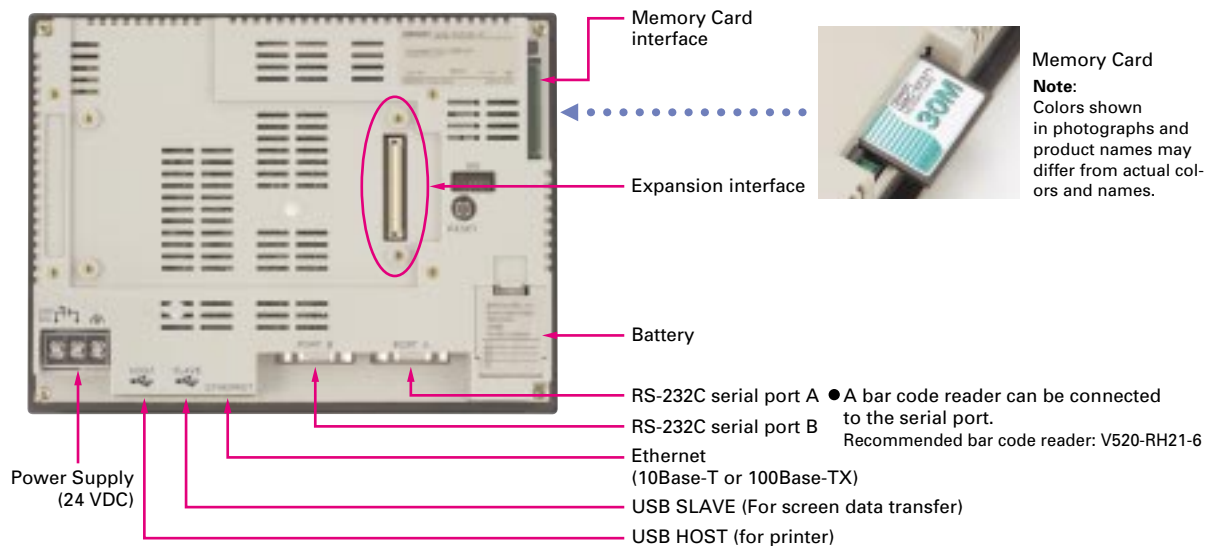 Memory Card
interface
Memory Card
Note:
Colors shown
in photographs and
product names may
differ from actual col-
ors and names.
30M
Expansion interface
RESET
Battery
PORT B
PORT A
HOST
SLAVE
ETHERNET
RS-232C serial port A ●A bar code reader can be connected
to the serial port.
RS-232C serial port B
Recommended bar code reader: V520-RH21-6
Ethernet
(10Base-T or 100Base-TX)
Power Supply
(24 VDC)
USB SLAVE (For screen data transfer)
USB HOST (for printer)